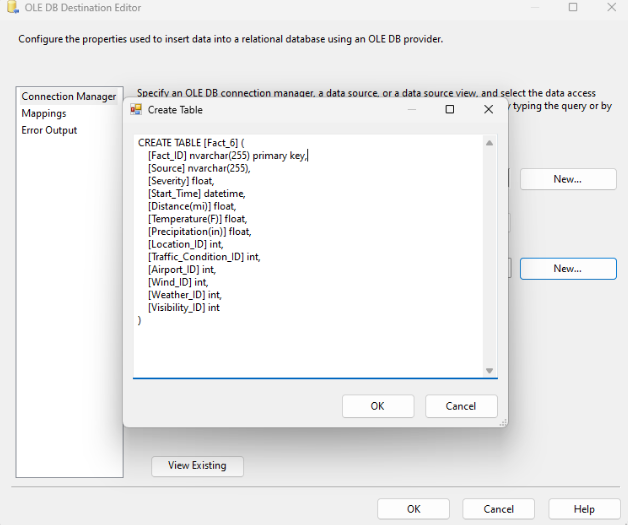 OLE DB Destination Editor
Configure the properties used to insert data into a relational database using an OLE DB provider.
Connection Manager
Mappings
Error Output
Specify an OLE DB connection manager, a data source, or a data source view, and select the data access
typing the query or by
Create Table
CREATE TABLE [Fact_6] (
[Fact_ID] nvarchar(255) primary key,
[Source] nvarchar(255),
[Severity] float,
[Start_Time] datetime,
[Distance(mi)] float,
[Temperature(F)] float,
[Precipitation(in)] float,
[Location_ID] int,
[Traffic_Condition_ID] int,
[Airport_ID] int,
[Wind_ID] int,
[Weather_ID] int,
[Visibility_ID] int
)
New...
New...
OK
Cancel
View Existing
OK
Cancel
Help